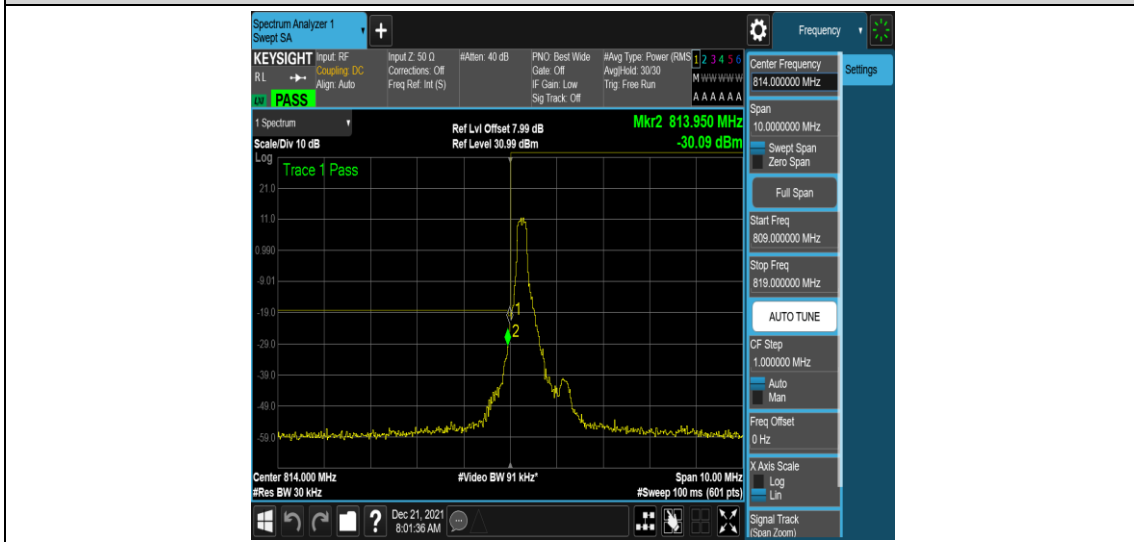 Spectrum Analyzer 1
Swept SA
Frequency
KEYSIGHT
RL
PASS
Input: RF
Coupling: DC
Align: Auto
Input Z: 50 Ω
Corrections: Off
Freq Ref: Int (S)
#Atten: 40 dB
PNO: Best Wide
Gate: Off
IF Gain: Low
Sig Track: Off
#Avg Type: Power (RMS
Avg|Hold: 30/30
Trig: Free Run
1 2 3 4 5 6
M W W W W W
A A A A A A
1 Spectrum
Scale/Div 10 dB
Ref Lvl Offset 7.99 dB
Ref Level 30.99 dBm
Mkr2 813.950 MHz
-30.09 dBm
Log
Trace 1 Pass
21.0
11.0
0.990
-9.01
-19.0
-29.0
-39.0
-49.0
-59.0
1
2
Center 814.000 MHz
#Res BW 30 kHz
#Video BW 91 kHz*
Span 10.00 MHz
#Sweep 100 ms (601 pts)
Dec 21, 2021
8:01:36 AM
Center Frequency
814.000000 MHz
Settings
Span
10.0000000 MHz
Swept Span
Zero Span
Full Span
Start Freq
809.000000 MHz
Stop Freq
819.000000 MHz
AUTO TUNE
CF Step
1.000000 MHz
Auto
Man
Freq Offset
0 Hz
X Axis Scale
Log
Lin
Signal Track
(Span Zoom)